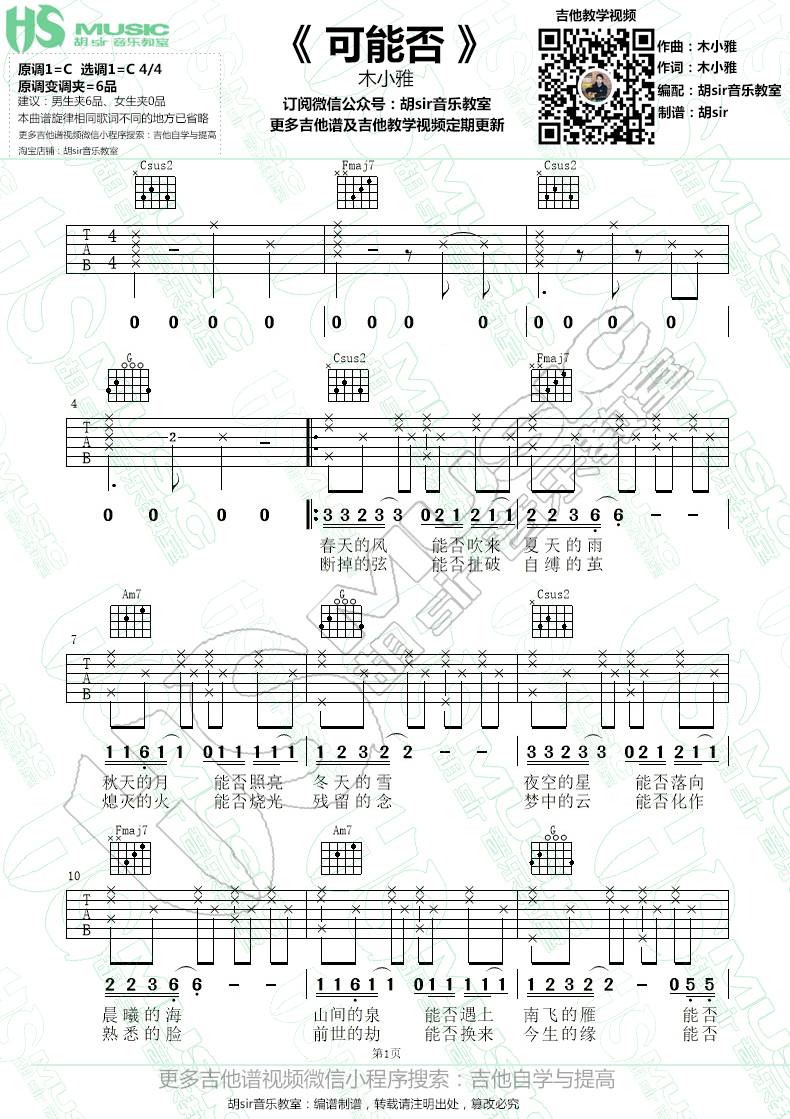 HS MUSIC
胡 sir 音乐教室
《 可能否 》
木小雅
订阅微信公众号：胡sir音乐教室
更多吉他谱及吉他教学视频定期更新
吉他教学视频
作曲：木小雅
作词：木小雅
编配：胡sir音乐教室
制谱：胡sir
原调1=C 选调1=C 4/4
原调变调夹=6品
建议：男生夹6品、女生夹0品
本曲谱旋律相同歌词不同的地方已省略
更多吉他谱视频微信小程序搜索：吉他自学与提高
淘宝店铺：胡sir音乐教室
Csus2 Fmaj7 Csus2
T A B 4 4
0 0 0 0 0 0 0 0 0 0 0 0
G Csus2 Fmaj7
4
T A B 2
0 0 0 0 3 3 2 3 3 0 2 1 2 1 1 2 2 3 6 6 - -
春天的风 能否吹来 夏天的雨
断掉的弦 能否扯破 自缚的茧
Am7 G Csus2
7
T A B
1 1 6 1 1 0 1 1 1 1 1 1 2 3 2 2 - - 3 3 2 3 3 0 2 1 2 1 1
秋天的月 能否照亮 冬天的雪 夜空的星 能否落向
熄灭的火 能否烧光 残留的念 梦中的云 能否化作
Fmaj7 Am7 G
10
T A B
2 2 3 6 6 - - 1 1 6 1 1 0 1 1 1 1 1 1 2 3 2 2 - 0 5 5
晨曦的海 山间的泉 能否遇上 南飞的雁 能否
熟悉的脸 前世的劫 能否换来 今生的缘 能否
第1页
更多吉他谱视频微信小程序搜索：吉他自学与提高
胡sir音乐教室：编谱制谱，转载请注明出处，篡改必究